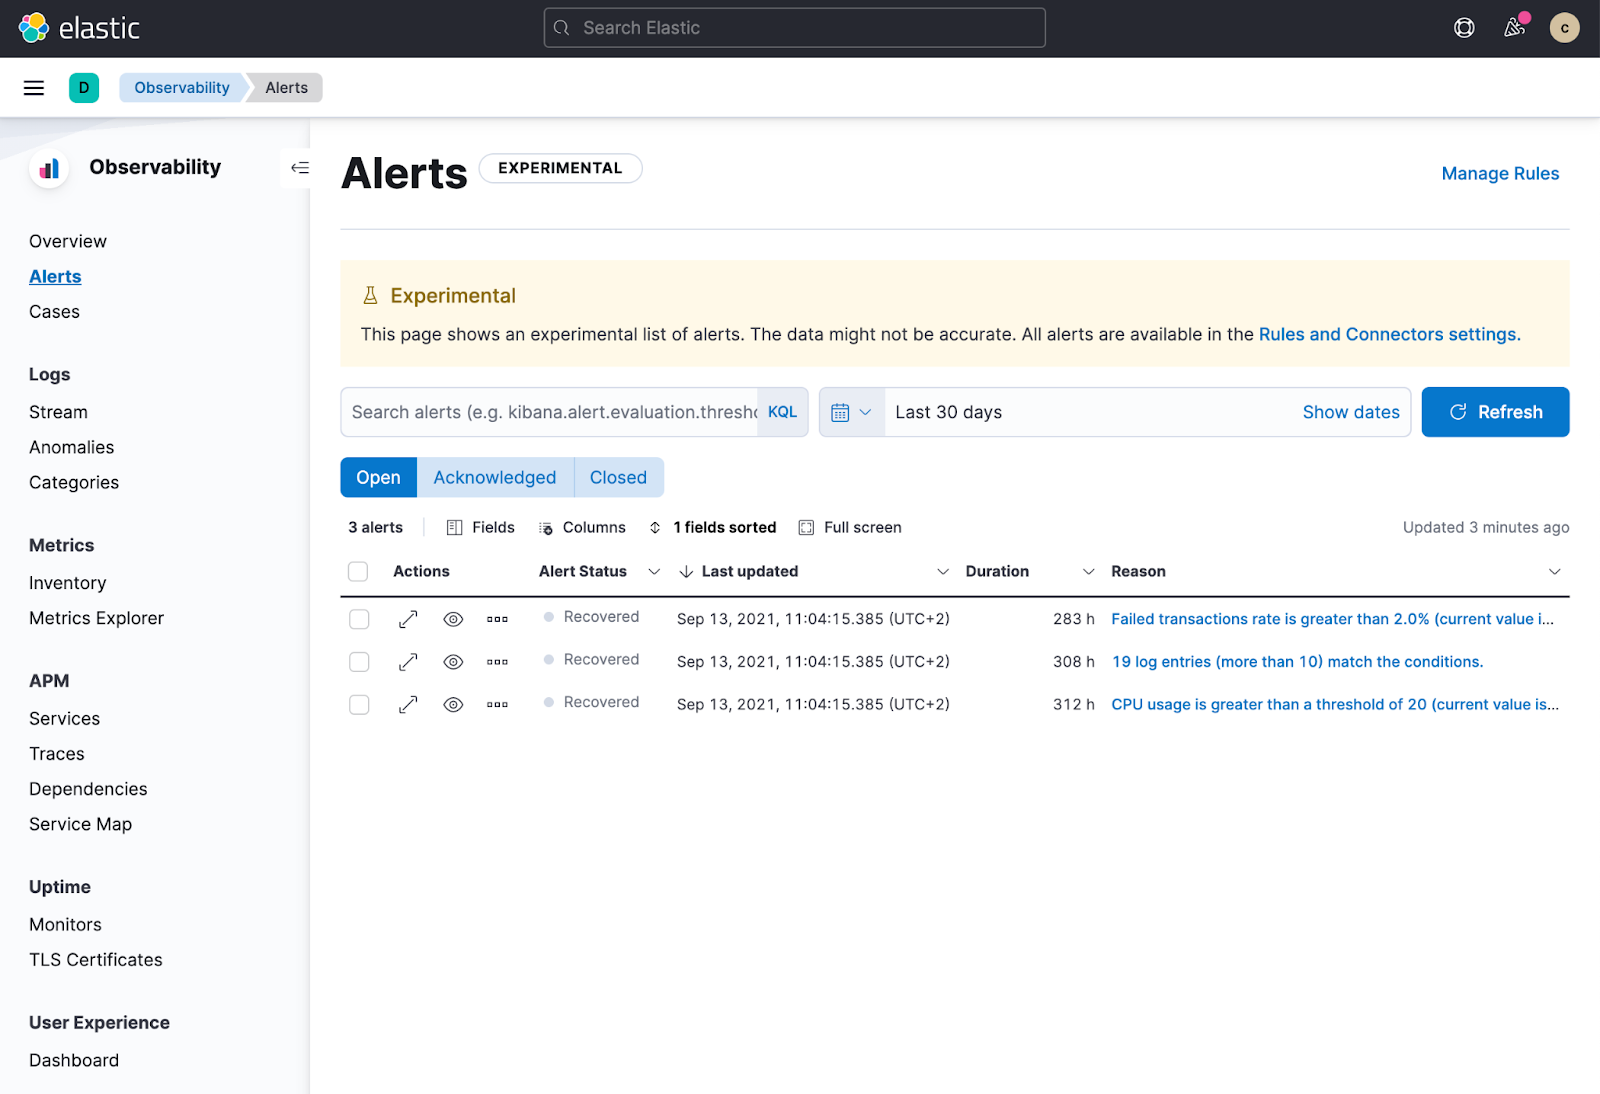 elastic
Search Elastic
c
D
Observability
Alerts
Observability
Overview
Alerts
Cases
Logs
Stream
Anomalies
Categories
Metrics
Inventory
Metrics Explorer
APM
Services
Traces
Dependencies
Service Map
Uptime
Monitors
TLS Certificates
User Experience
Dashboard
Alerts EXPERIMENTAL
Manage Rules
Experimental
This page shows an experimental list of alerts. The data might not be accurate. All alerts are available in the Rules and Connectors settings.
Search alerts (e.g. kibana.alert.evaluation.thresho KQL
Last 30 days Show dates
Refresh
Open Acknowledged Closed
3 alerts Fields Columns 1 fields sorted Full screen Updated 3 minutes ago
Actions Alert Status Last updated Duration Reason
Recovered Sep 13, 2021, 11:04:15.385 (UTC+2) 283 h Failed transactions rate is greater than 2.0% (current value i...
Recovered Sep 13, 2021, 11:04:15.385 (UTC+2) 308 h 19 log entries (more than 10) match the conditions.
Recovered Sep 13, 2021, 11:04:15.385 (UTC+2) 312 h CPU usage is greater than a threshold of 20 (current value is...